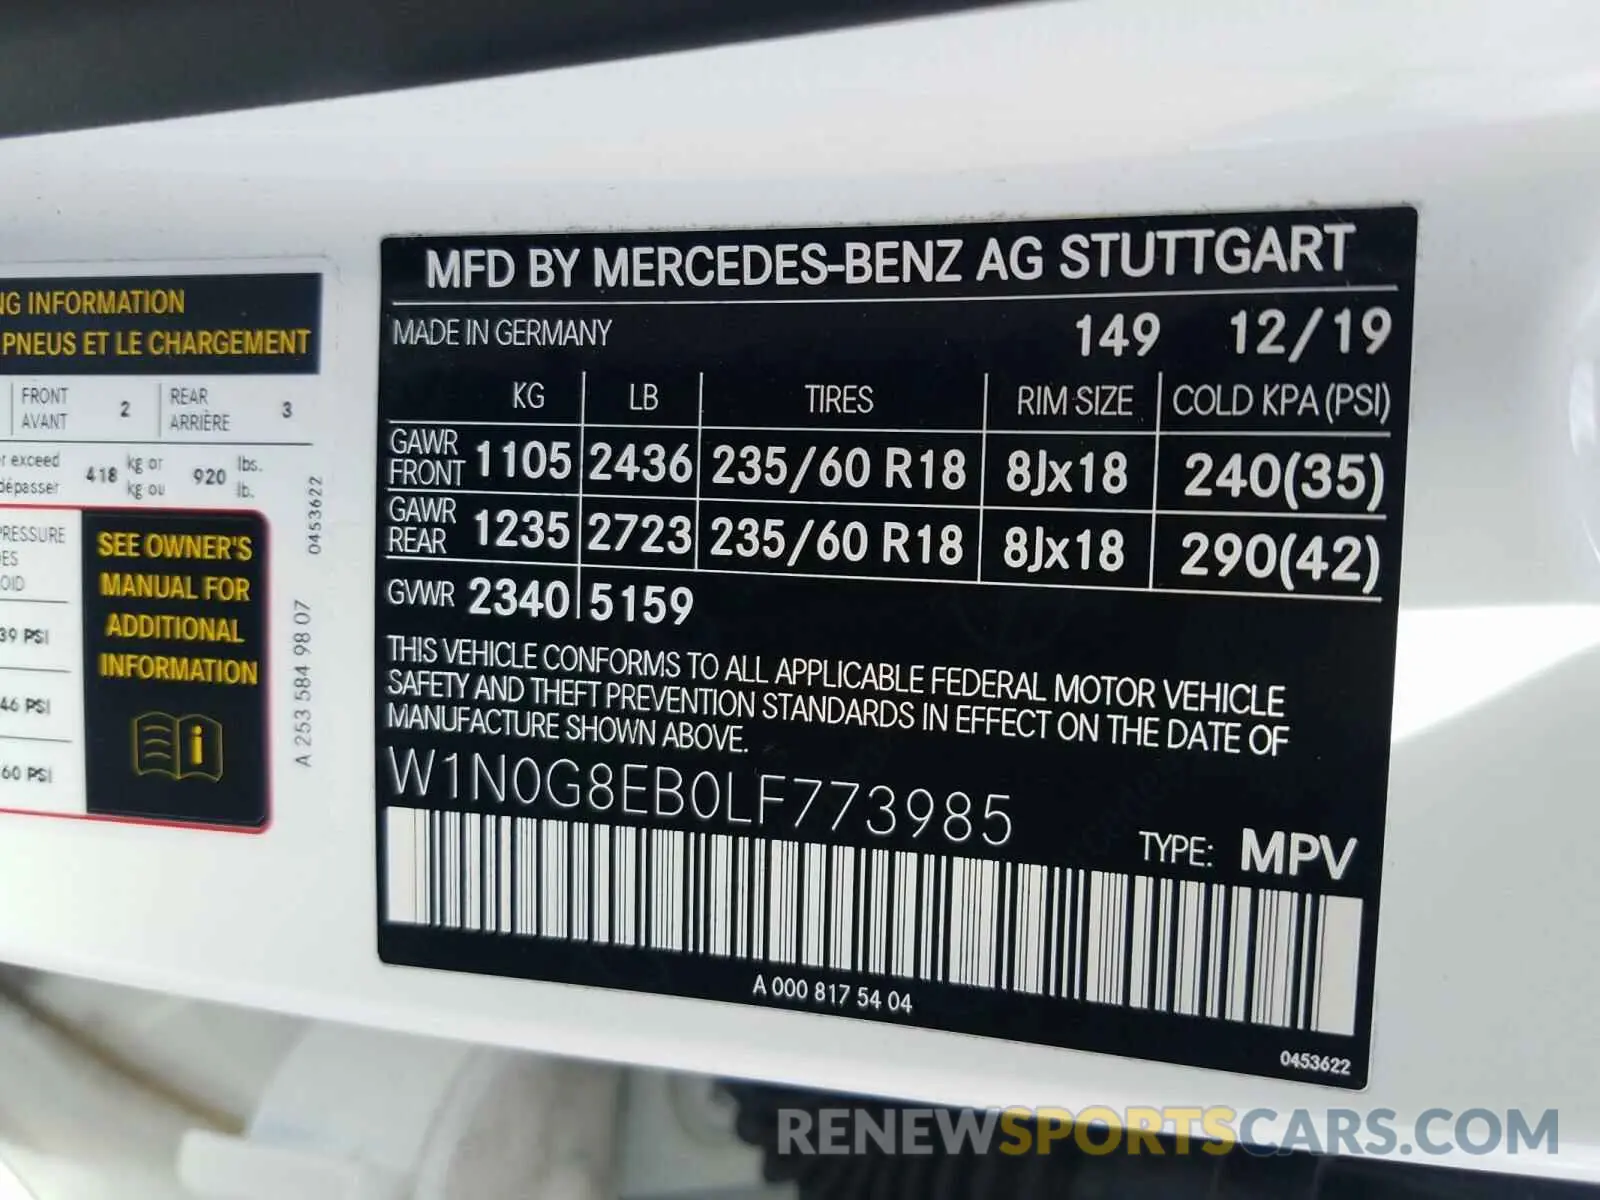 NG INFORMATION
PNEUS ET LE CHARGEMENT
FRONT
AVANT
2
REAR
ARRIÈRE
3
exceed
dépasser
418
kg or
kg ou
920
lbs.
lb.
0453622
A 253 584 98 07
PRESSURE
39 PSI
46 PSI
60 PSI
SEE OWNER'S
MANUAL FOR
ADDITIONAL
INFORMATION
MFD BY MERCEDES-BENZ AG STUTTGART
MADE IN GERMANY 149 12/19
KG LB TIRES RIM SIZE COLD KPA (PSI)
GAWR
FRONT 1105 2436 235/60 R18 8Jx18 240(35)
GAWR
REAR 1235 2723 235/60 R18 8Jx18 290(42)
GVWR 2340 5159
THIS VEHICLE CONFORMS TO ALL APPLICABLE FEDERAL MOTOR VEHICLE
SAFETY AND THEFT PREVENTION STANDARDS IN EFFECT ON THE DATE OF
MANUFACTURE SHOWN ABOVE.
W1N0G8EB0LF773985
TYPE: MPV
A 000 817 54 04
0453622
RENEWSPORTSCARS.COM